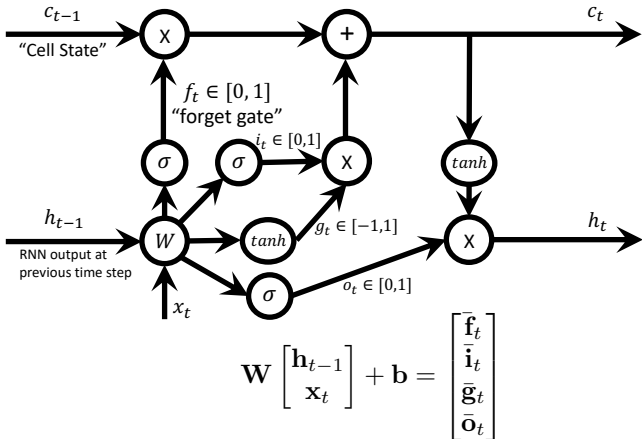 c_{t−1}
c_t
"Cell State"
x
+
f_t ∈ [0, 1]
"forget gate"
i_t ∈ [0,1]
σ
σ
x
tanh
h_{t−1}
W
tanh
g_t ∈ [-1,1]
x
h_t
RNN output at
previous time step
σ
o_t ∈ [0,1]
x_t
W [h_{t−1} x_t] + b = [f̄_t ī_t ḡ_t ō_t]